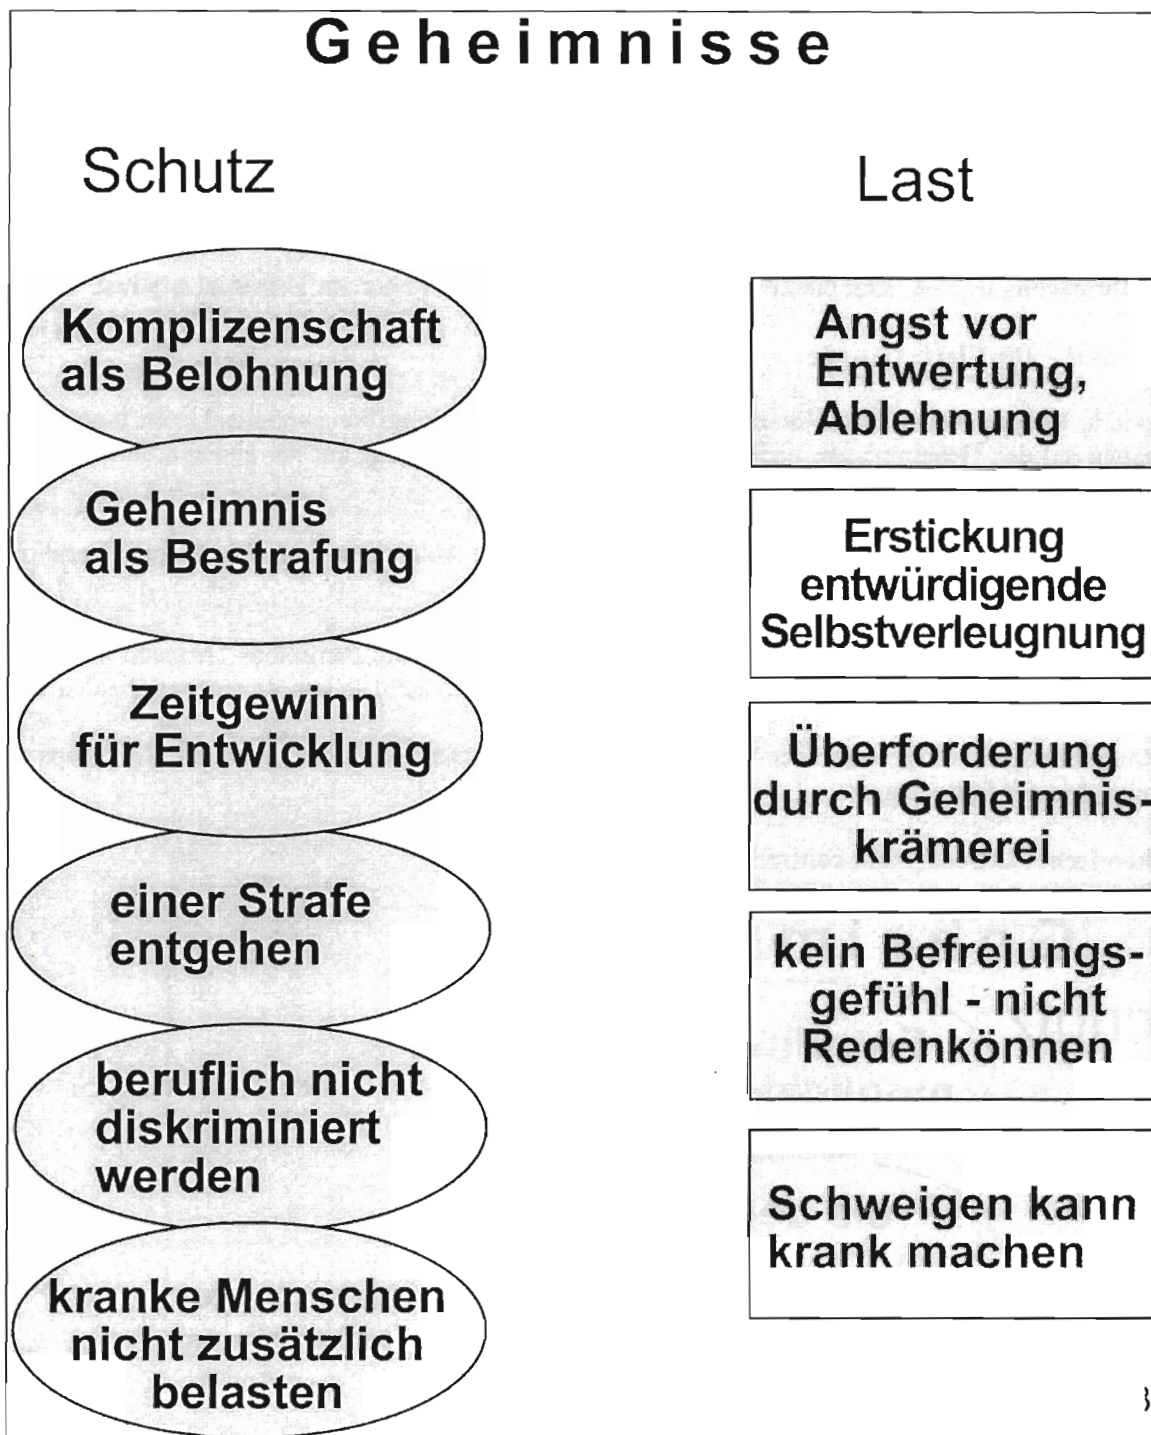 Geheimnisse
Schutz
Komplizenschaft
als Belohnung
Geheimnis
als Bestrafung
Zeitgewinn
für Entwicklung
einer Strafe
entgehen
beruflich nicht
diskriminiert
werden
kranke Menschen
nicht zusätzlich
belasten
Last
Angst vor
Entwertung,
Ablehnung
Erstickung
entwürdigende
Selbstverleugnung
Überforderung
durch Geheimnis-
krämerei
kein Befreiungs-
gefühl - nicht
Redenkönnen
Schweigen kann
krank machen